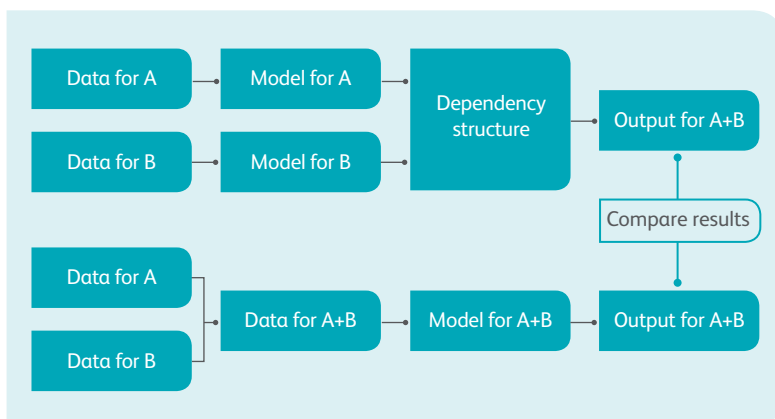 Data for A
Model for A
Dependency
structure
Output for A+B
Data for B
Model for B
Compare results
Data for A
Data for A+B
Model for A+B
Output for A+B
Data for B